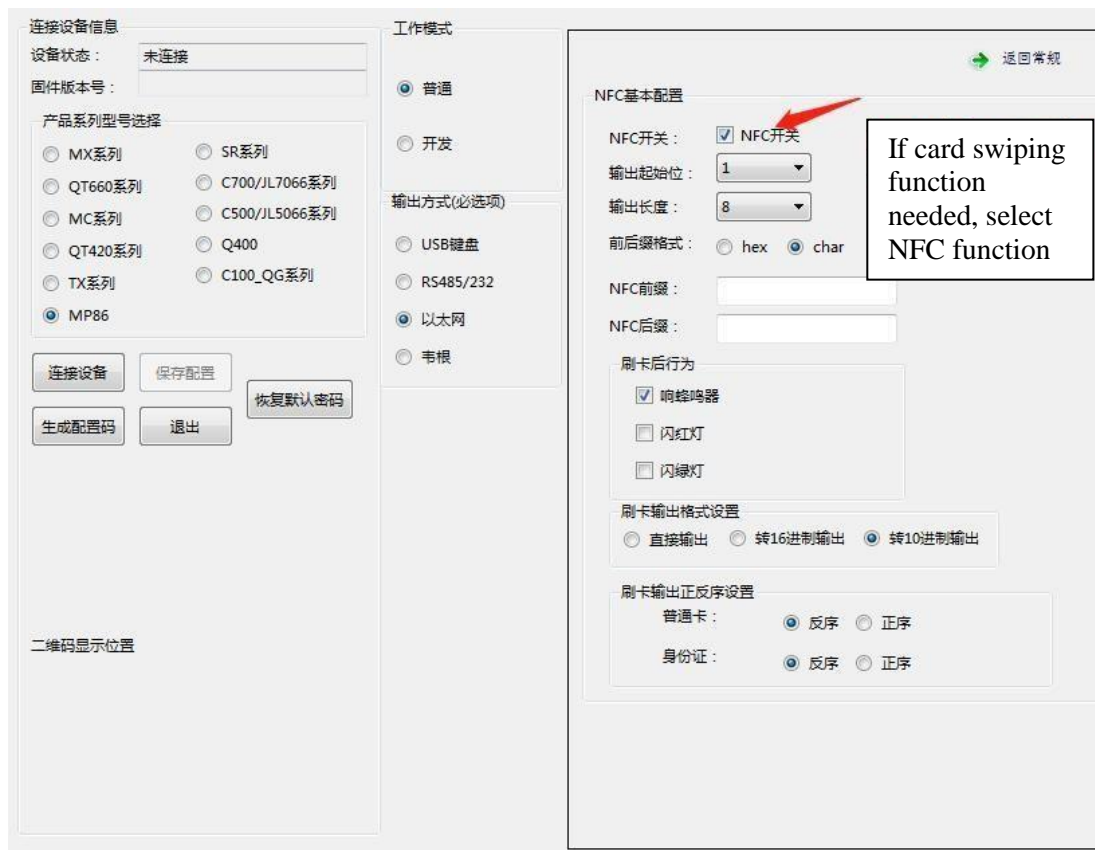 连接设备信息
设备状态： 未连接
固件版本号：
产品系列型号选择
MX系列 SR系列
QT660系列 C700/JL7066系列
MC系列 C500/JL5066系列
QT420系列 Q400
TX系列 C100_QG系列
MP86
连接设备 保存配置
恢复默认密码
生成配置码 退出
二维码显示位置
工作模式
普通
开发
输出方式(必选项)
USB键盘
RS485/232
以太网
韦根
返回常规
NFC基本配置
NFC开关： NFC开关
输出起始位： 1
输出长度： 8
前后缀格式： hex char
NFC前缀：
NFC后缀：
If card swiping
function
needed, select
NFC function
刷卡后行为
响蜂鸣器
闪红灯
闪绿灯
刷卡输出格式设置
直接输出 转16进制输出 转10进制输出
刷卡输出正反序设置
普通卡： 反序 正序
身份证： 反序 正序